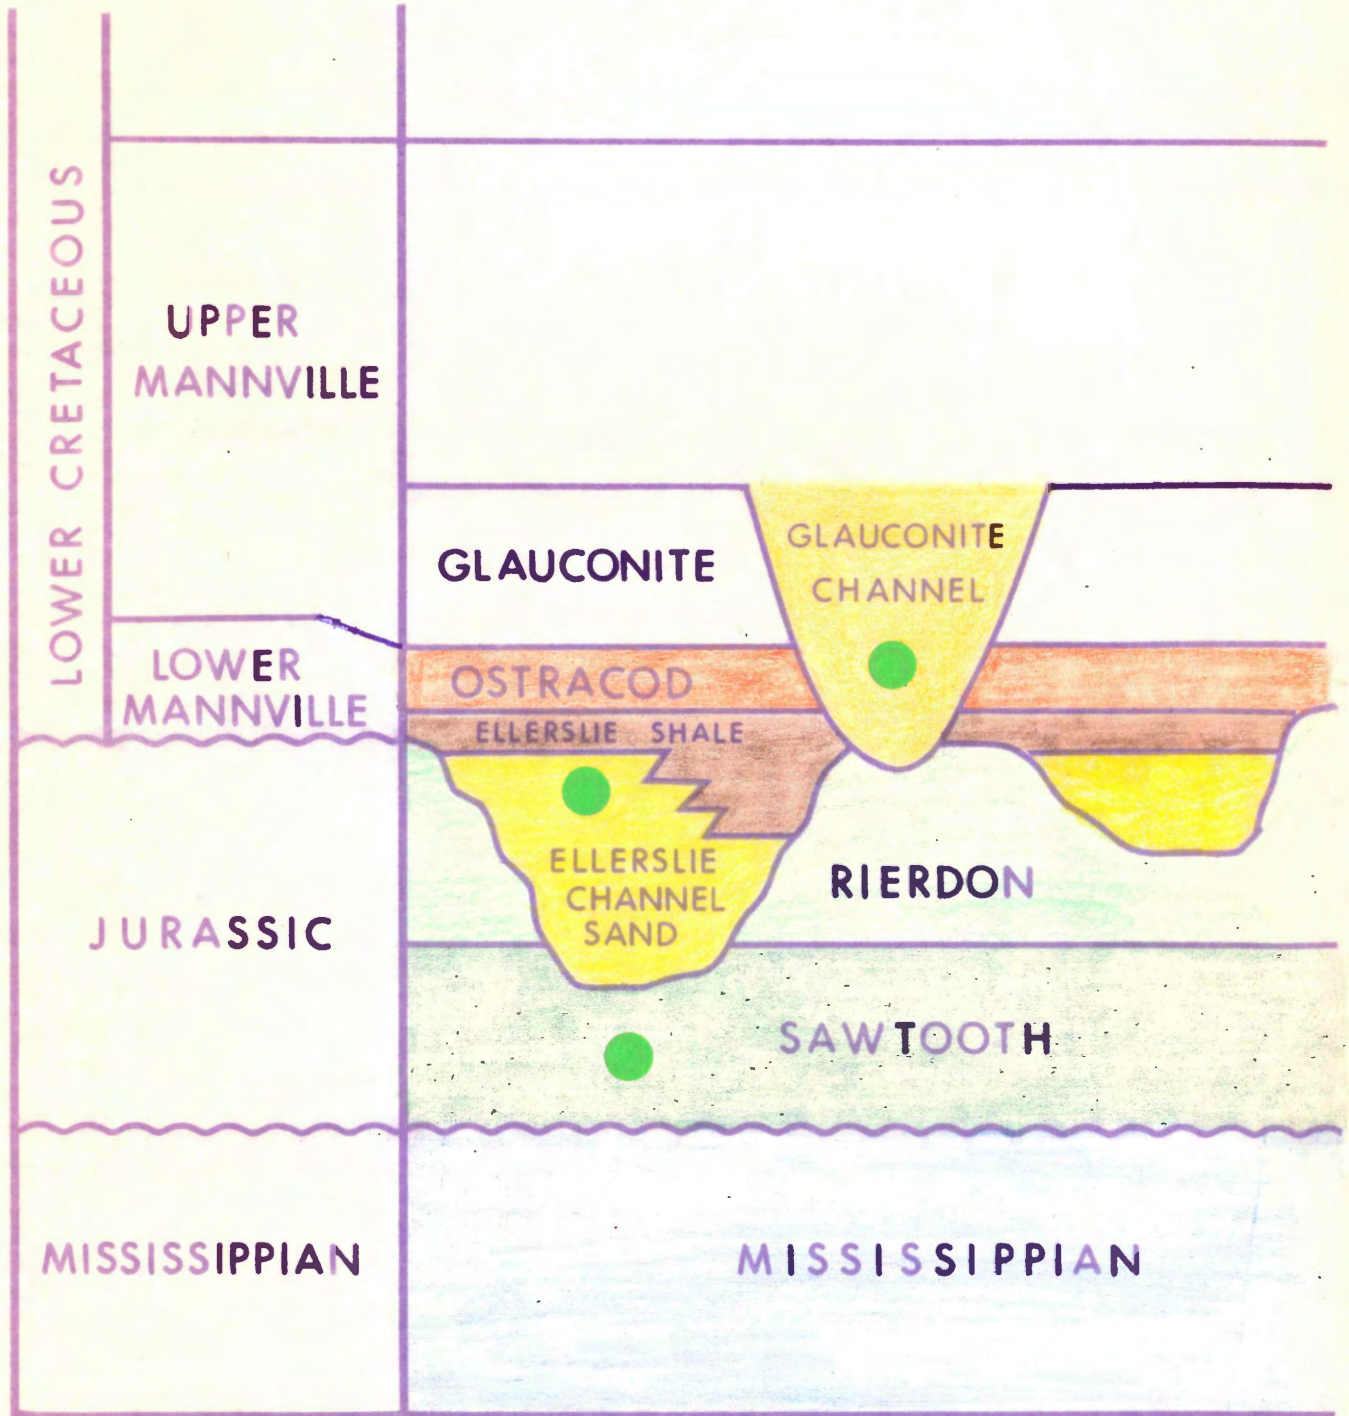 LOWER CRETACEOUS
UPPER
MANNVILLE
LOWER
MANNVILLE
JURASSIC
MISSISSIPPIAN
GLAUCONITE
GLAUCONITE
CHANNEL
OSTRACOD
ELLERSLIE SHALE
ELLERSLIE
CHANNEL
SAND
RIERDON
SAWTOOTH
MISSISSIPPIAN